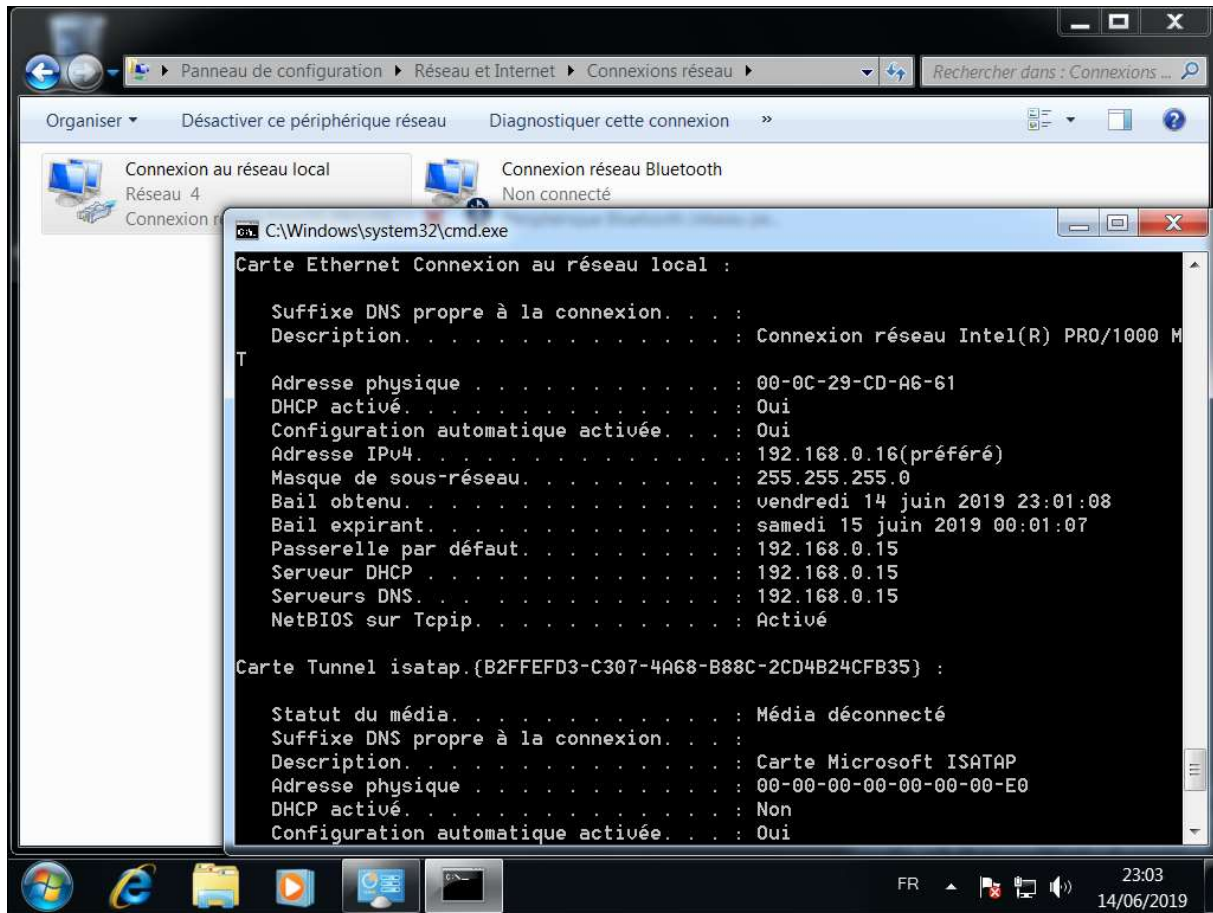 Panneau de configuration ▸ Réseau et Internet ▸ Connexions réseau ▸
Rechercher dans : Connexions ...
Organiser Désactiver ce périphérique réseau Diagnostiquer cette connexion »
Connexion au réseau local
Réseau 4
Connexion
Connexion réseau Bluetooth
Non connecté
C:\Windows\system32\cmd.exe
Carte Ethernet Connexion au réseau local :
Suffixe DNS propre à la connexion. . . :
Description. . . . . . . . . . . . . . : Connexion réseau Intel(R) PRO/1000 M
T
Adresse physique . . . . . . . . . . . : 00-0C-29-CD-A6-61
DHCP activé. . . . . . . . . . . . . . : Oui
Configuration automatique activée. . . : Oui
Adresse IPv4. . . . . . . . . . . . . .: 192.168.0.16(préféré)
Masque de sous-réseau. . . . . . . . . : 255.255.255.0
Bail obtenu. . . . . . . . . . . . . . : vendredi 14 juin 2019 23:01:08
Bail expirant. . . . . . . . . . . . . : samedi 15 juin 2019 00:01:07
Passerelle par défaut. . . . . . . . . : 192.168.0.15
Serveur DHCP . . . . . . . . . . . . . : 192.168.0.15
Serveurs DNS. . . . . . . . . . . . . : 192.168.0.15
NetBIOS sur Tcpip. . . . . . . . . . . : Activé
Carte Tunnel isatap.{B2FFEFD3-C307-4A68-B88C-2CD4B24CFB35} :
Statut du média. . . . . . . . . . . . : Média déconnecté
Suffixe DNS propre à la connexion. . . :
Description. . . . . . . . . . . . . . : Carte Microsoft ISATAP
Adresse physique . . . . . . . . . . . : 00-00-00-00-00-00-00-E0
DHCP activé. . . . . . . . . . . . . . : Non
Configuration automatique activée. . . : Oui
FR
23:03
14/06/2019